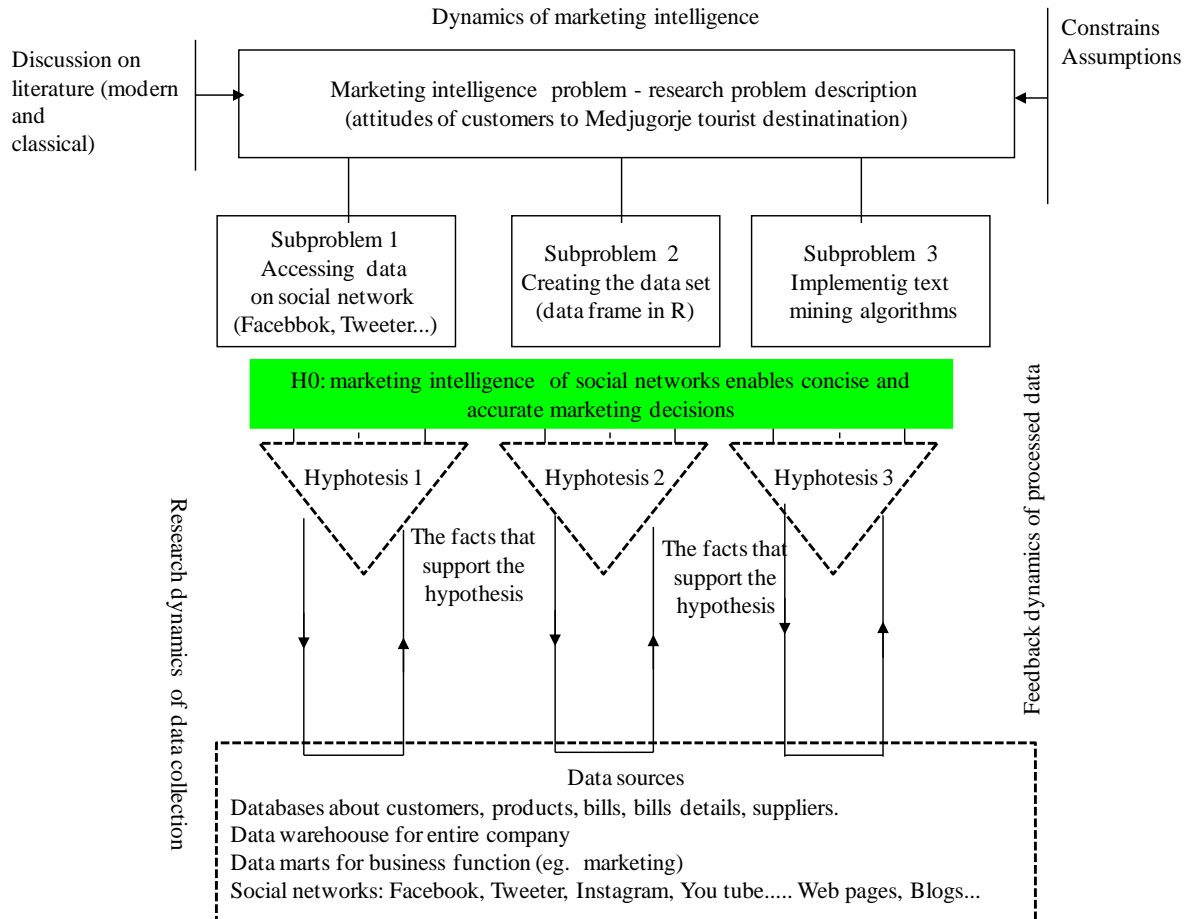 Dynamics of marketing intelligence
Constrains
Assumptions
Discussion on
literature (modern
and
classical)
Marketing intelligence problem - research problem description
(attitudes of customers to Medjugorje tourist destinatination)
Subproblem 1
Accessing data
on social network
(Facebbok, Tweeter...)
Subproblem 2
Creating the data set
(data frame in R)
Subproblem 3
Implementig text
mining algorithms
H0: marketing intelligence of social networks enables concise and
accurate marketing decisions
Hyphotesis 1
Hyphotesis 2
Hyphotesis 3
The facts that
support the
hypothesis
The facts that
support the
hypothesis
Research dynamics of data collection
Feedback dynamics of processed data
Data sources
Databases about customers, products, bills, bills details, suppliers.
Data warehoouse for entire company
Data marts for business function (eg. marketing)
Social networks: Facebook, Tweeter, Instagram, You tube..... Web pages, Blogs...